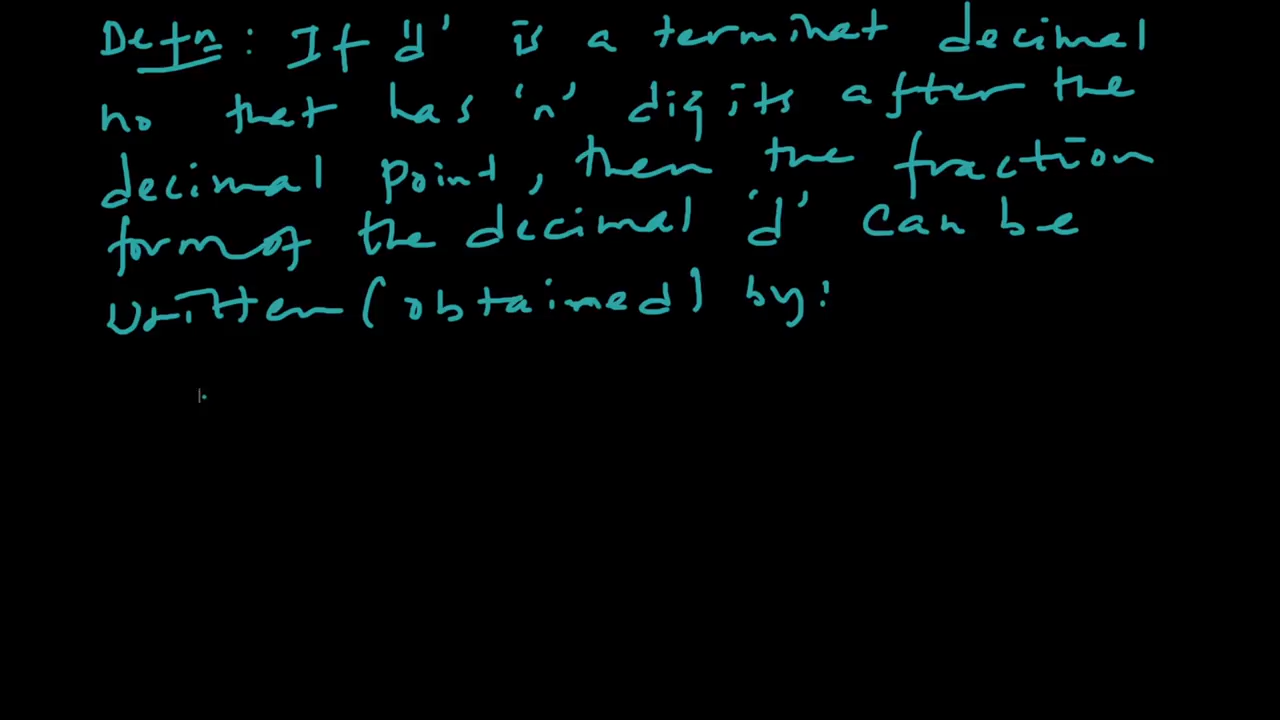 Defn: If 'd' is a terminat decimal
no that has 'n' digits after the
decimal point, then the fraction
form of the decimal 'd' can be
written (obtained) by: